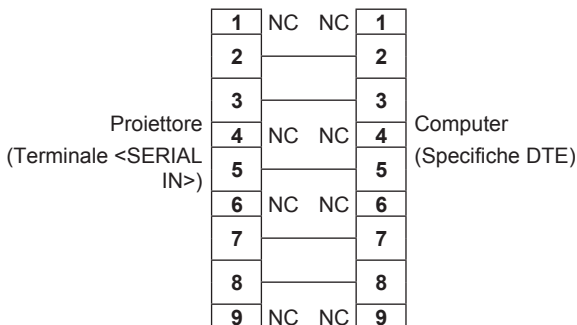 1 NC NC 1
2 2
3 3
Proiettore
(Terminale <SERIAL
IN>)
4 NC NC 4
5 5
6 NC NC 6
7 7
8 8
9 NC NC 9
Computer
(Specifiche DTE)